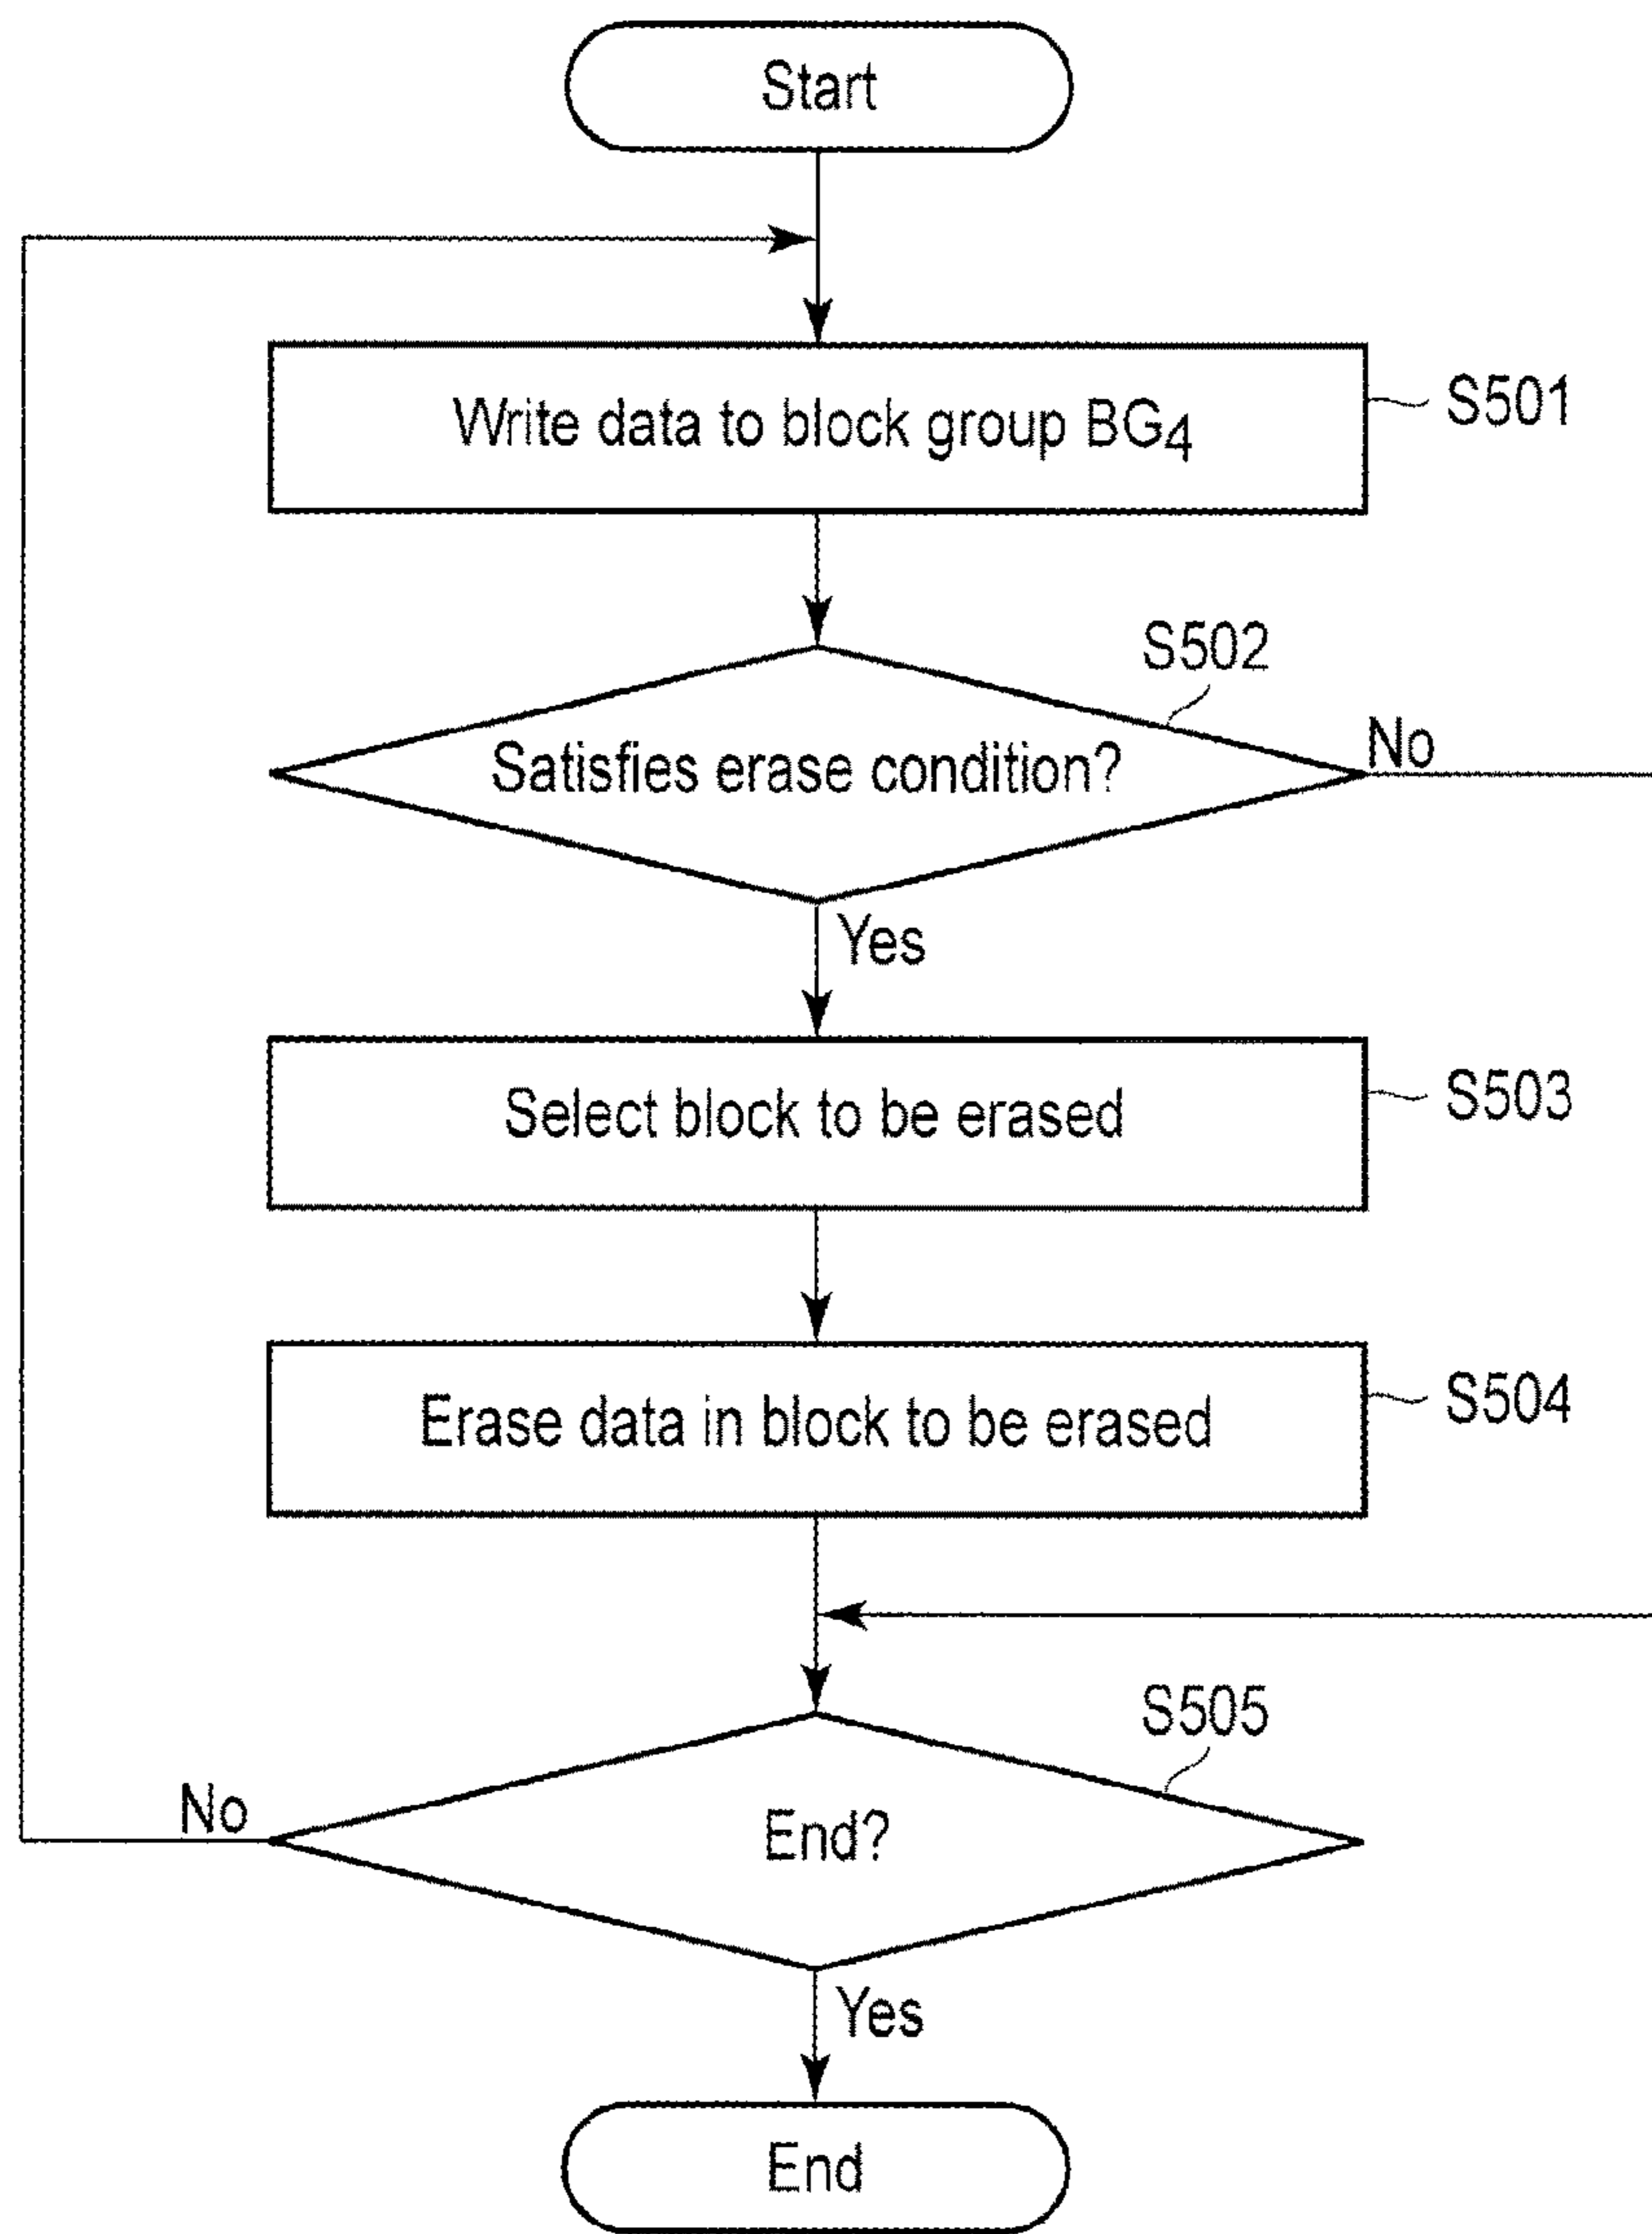 Start
Write data to block group BG4
S501
S502
Satisfies erase condition?
No
Yes
Select block to be erased
S503
Erase data in block to be erased
S504
S505
No
End?
Yes
End